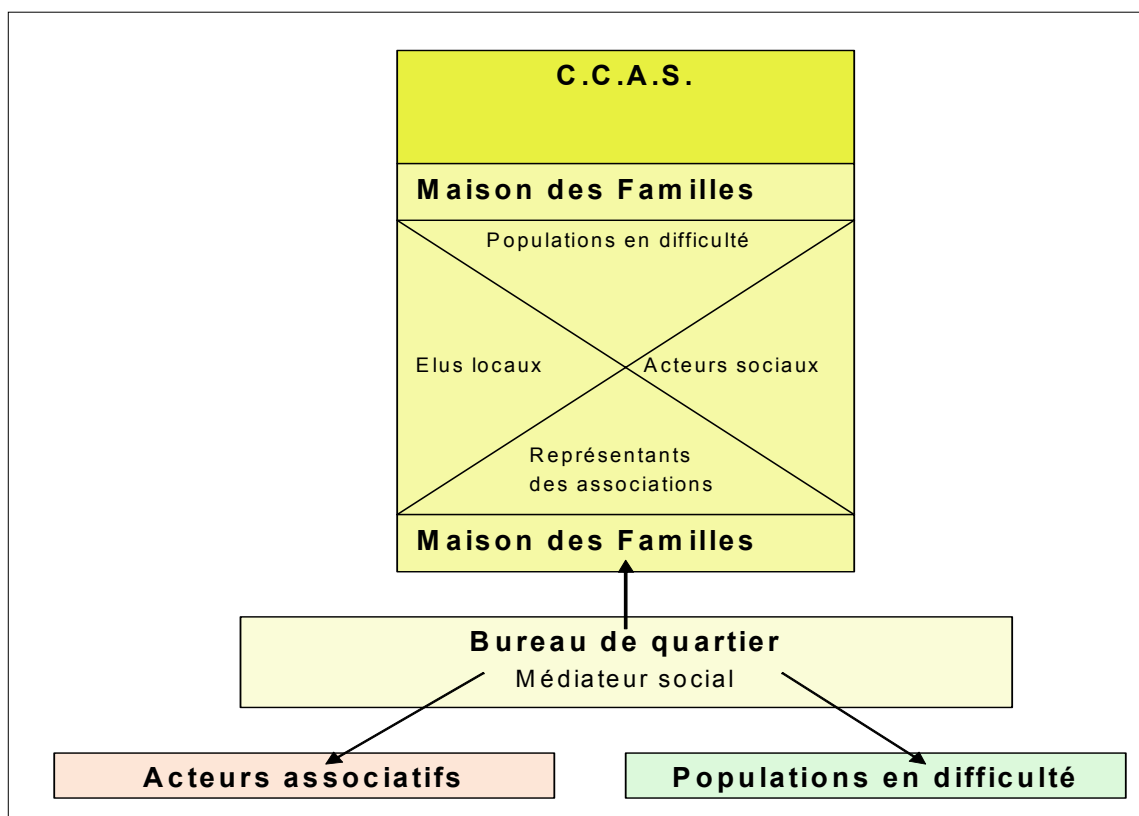 C.C.A.S.
Maison des Familles
Populations en difficulté
Elus locaux
Acteurs sociaux
Représentants
des associations
Maison des Familles
Bureau de quartier
Médiateur social
Acteurs associatifs
Populations en difficulté